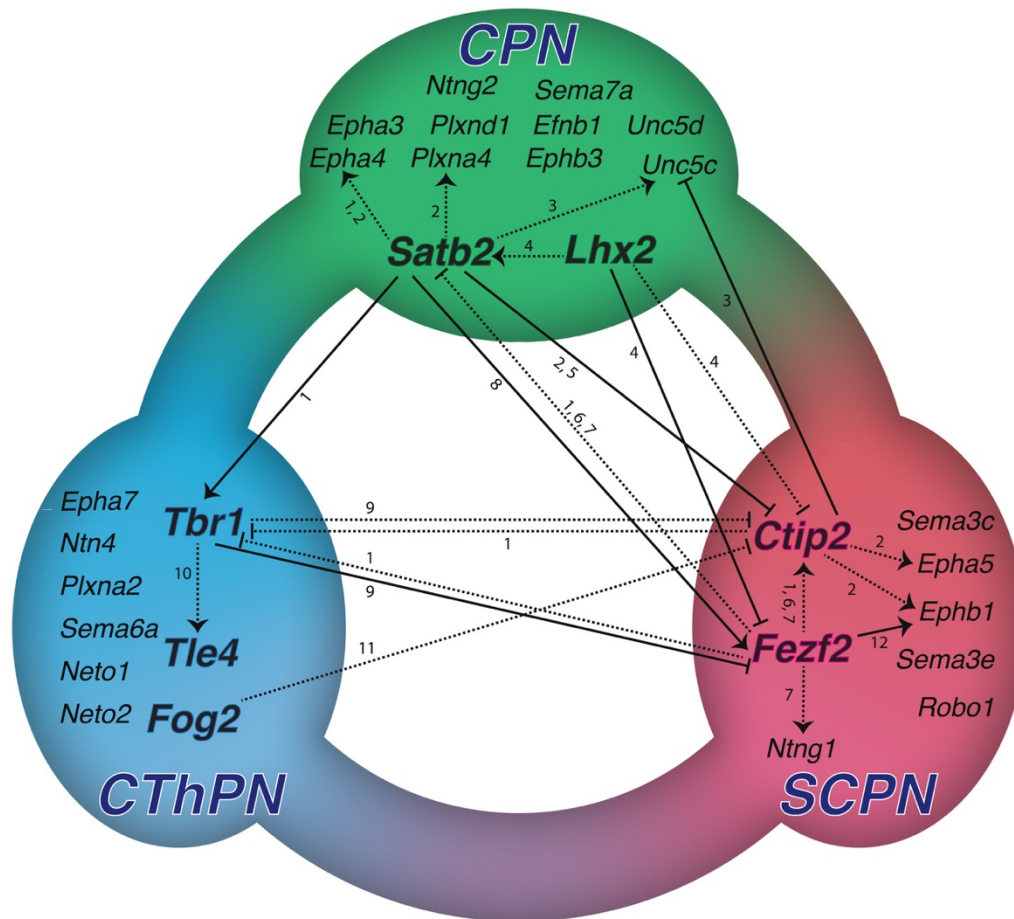 CPN
Ntng2 Sema7a
Epha3 Plxnd1 Efnb1 Unc5d
Epha4 Plxna4 Ephb3 Unc5c
1, 2
2
3
Satb2
4
Lhx2
3
4
4
2, 5
8
1, 6, 7
1
Epha7
Tbr1
Ntn4
Plxna2
Sema6a
Neto1
Neto2
10
Tle4
Fog2
CThPN
9
1
1
9
11
Ctip2
Sema3c
2
Epha5
2
Ephb1
1, 6, 7
Fezf2
12
Sema3e
Robo1
7
Ntng1
SCPN